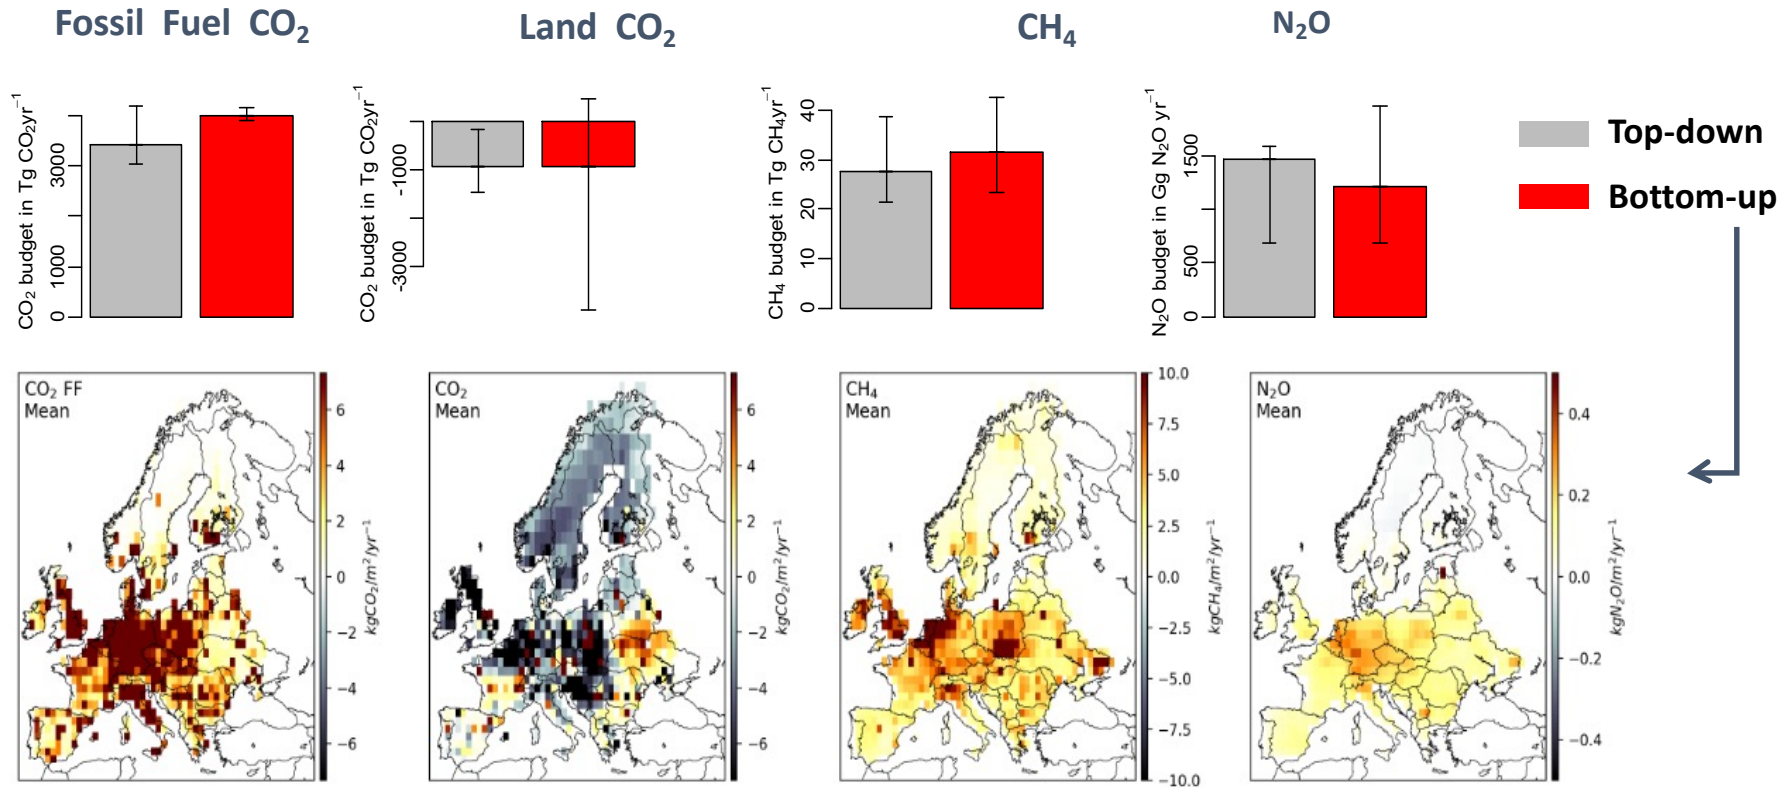 Fossil Fuel CO₂
Land CO₂
CH₄
N₂O
CO₂ budget in Tg CO₂yr⁻¹
0
1000
3000
CO₂ budget in Tg CO₂yr⁻¹
-1000
-3000
CH₄ budget in Tg CH₄yr⁻¹
0
10
20
30
40
N₂O budget in Gg N₂O yr⁻¹
0
500
1500
Top-down
Bottom-up
CO₂ FF
Mean
6
4
2
0
−2
−4
−6
kgCO₂/m²/yr⁻¹
CO₂
Mean
6
4
2
0
−2
−4
−6
kgCO₂/m²/yr⁻¹
CH₄
Mean
10.0
7.5
5.0
2.5
0.0
−2.5
−5.0
−7.5
−10.0
kgCH₄/m²/yr⁻¹
N₂O
Mean
0.4
0.2
0.0
−0.2
−0.4
kgN₂O/m²/yr⁻¹